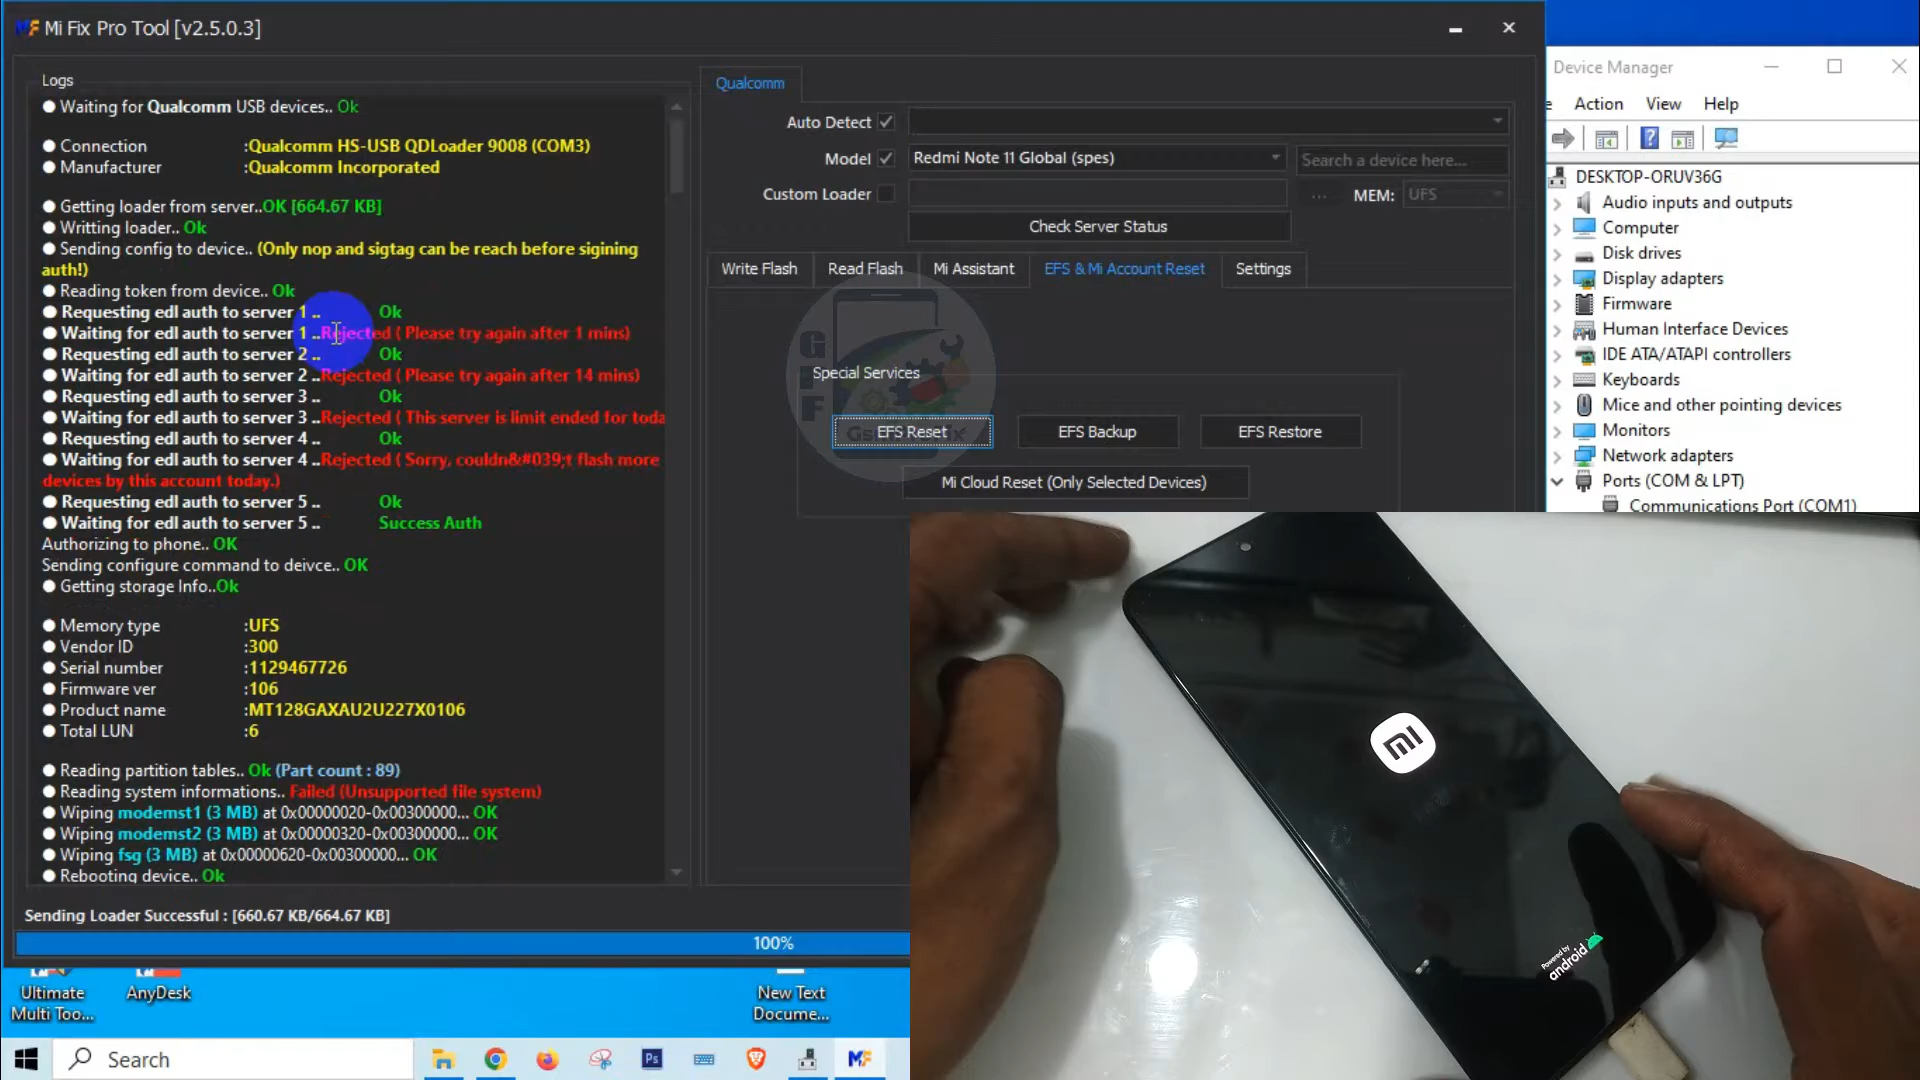 Mi Fix Pro Tool [v2.5.0.3]
Logs
Waiting for Qualcomm USB devices.. Ok
Connection :Qualcomm HS-USB QDLoader 9008 (COM3)
Manufacturer :Qualcomm Incorporated
Getting loader from server..OK [664.67 KB]
Writting loader.. Ok
Sending config to device.. (Only nop and sigtag can be reach before sigining
auth!)
Reading token from device.. Ok
Requesting edl auth to server 1 .. Ok
Waiting for edl auth to server 1 ..Rejected ( Please try again after 1 mins)
Requesting edl auth to server 2 .. Ok
Waiting for edl auth to server 2 ..Rejected ( Please try again after 14 mins)
Requesting edl auth to server 3 .. Ok
Waiting for edl auth to server 3 ..Rejected ( This server is limit ended for toda
Requesting edl auth to server 4 .. Ok
Waiting for edl auth to server 4 ..Rejected ( Sorry, couldn&#039;t flash more
devices by this account today.)
Requesting edl auth to server 5 .. Ok
Waiting for edl auth to server 5 .. Success Auth
Authorizing to phone.. OK
Sending configure command to deivce.. OK
Getting storage Info..Ok
Memory type :UFS
Vendor ID :300
Serial number :1129467726
Firmware ver :106
Product name :MT128GAXAU2U227X0106
Total LUN :6
Reading partition tables.. Ok (Part count : 89)
Reading system informations.. Failed (Unsupported file system)
Wiping modemst1 (3 MB) at 0x00000020-0x00300000... OK
Wiping modemst2 (3 MB) at 0x00000320-0x00300000... OK
Wiping fsg (3 MB) at 0x00000620-0x00300000... OK
Rebooting device.. Ok
Sending Loader Successful : [660.67 KB/664.67 KB]
100%
Qualcomm
Auto Detect
Model Redmi Note 11 Global (spes) Search a device here...
Custom Loader ... MEM: UFS
Check Server Status
Write Flash Read Flash Mi Assistant EFS & Mi Account Reset Settings
Special Services
EFS Reset EFS Backup EFS Restore
Mi Cloud Reset (Only Selected Devices)
G
F
Device Manager
Action View Help
DESKTOP-ORUV36G
Audio inputs and outputs
Computer
Disk drives
Display adapters
Firmware
Human Interface Devices
IDE ATA/ATAPI controllers
Keyboards
Mice and other pointing devices
Monitors
Network adapters
Ports (COM & LPT)
Communications Port (COM1)
mi
Powered by
android
Ultimate
Multi Too...
AnyDesk
New Text
Docume...
Search
Ps
MF